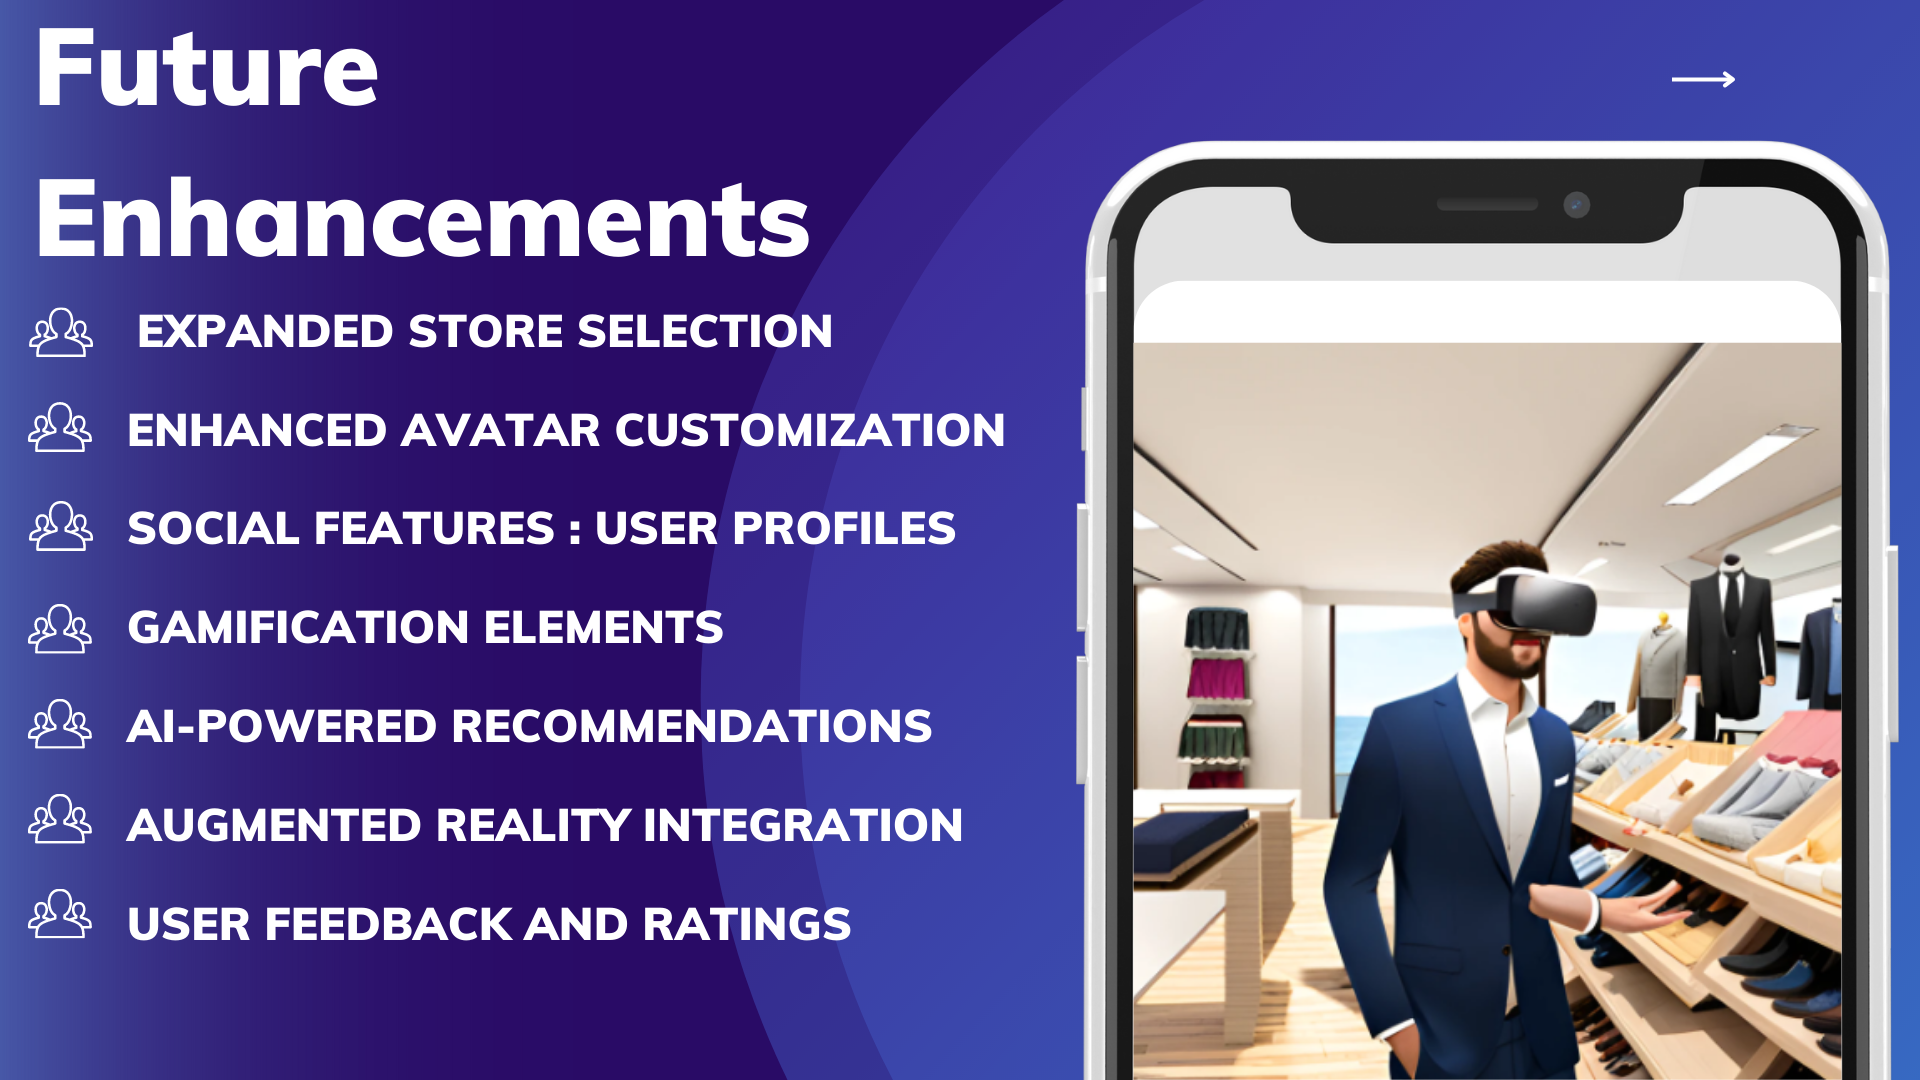 Future
Enhancements
EXPANDED STORE SELECTION
ENHANCED AVATAR CUSTOMIZATION
SOCIAL FEATURES : USER PROFILES
GAMIFICATION ELEMENTS
AI-POWERED RECOMMENDATIONS
AUGMENTED REALITY INTEGRATION
USER FEEDBACK AND RATINGS